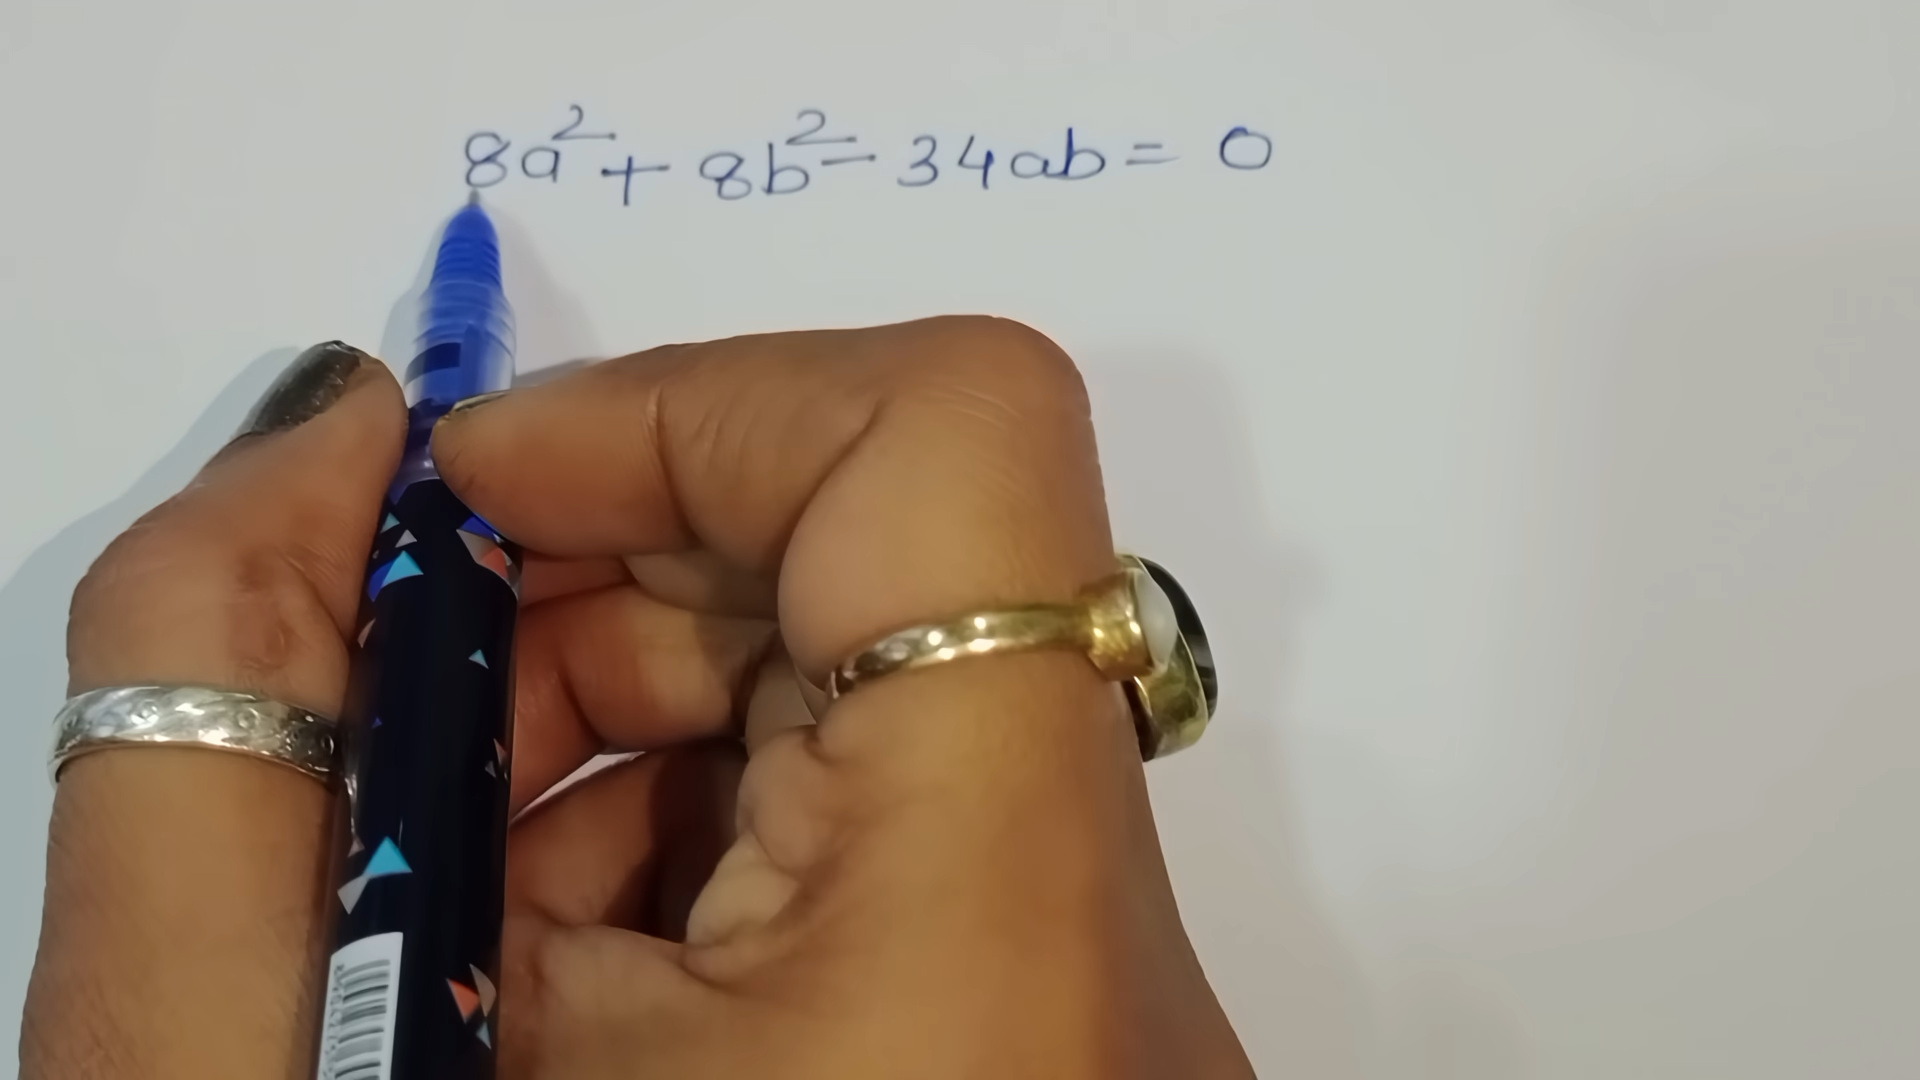 8a² + 8b² - 34ab = 0